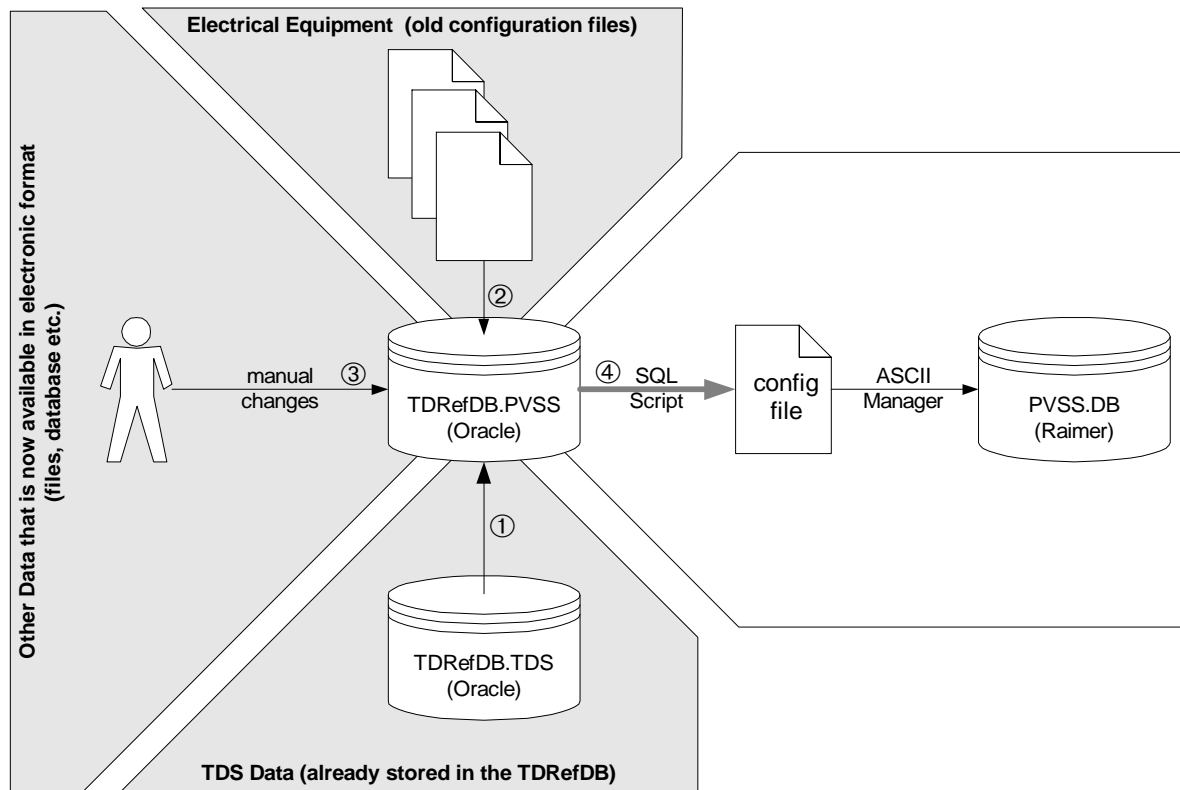 Electrical Equipment (old configuration files)
Other Data that is now available in electronic format
(files, database etc.)
②
manual
changes
③
TDRefDB.PVSS
(Oracle)
④
SQL
Script
config
file
ASCII
Manager
PVSS.DB
(Raimer)
①
TDRefDB.TDS
(Oracle)
TDS Data (already stored in the TDRefDB)